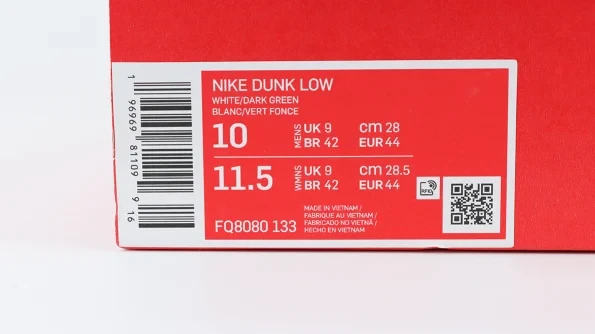 1 96969 81109 9 16
NIKE DUNK LOW
WHITE/DARK GREEN
BLANC/VERT FONCE
10 MENS UK 9 cm 28
BR 42 EUR 44
11.5 WMNS UK 9 cm 28.5
BR 42 EUR 44
RFID
MADE IN VIETNAM /
FABRIQUE AU VIETNAM /
FABRICADO NO VIETNÃ /
HECHO EN VIETNAM
FQ8080 133